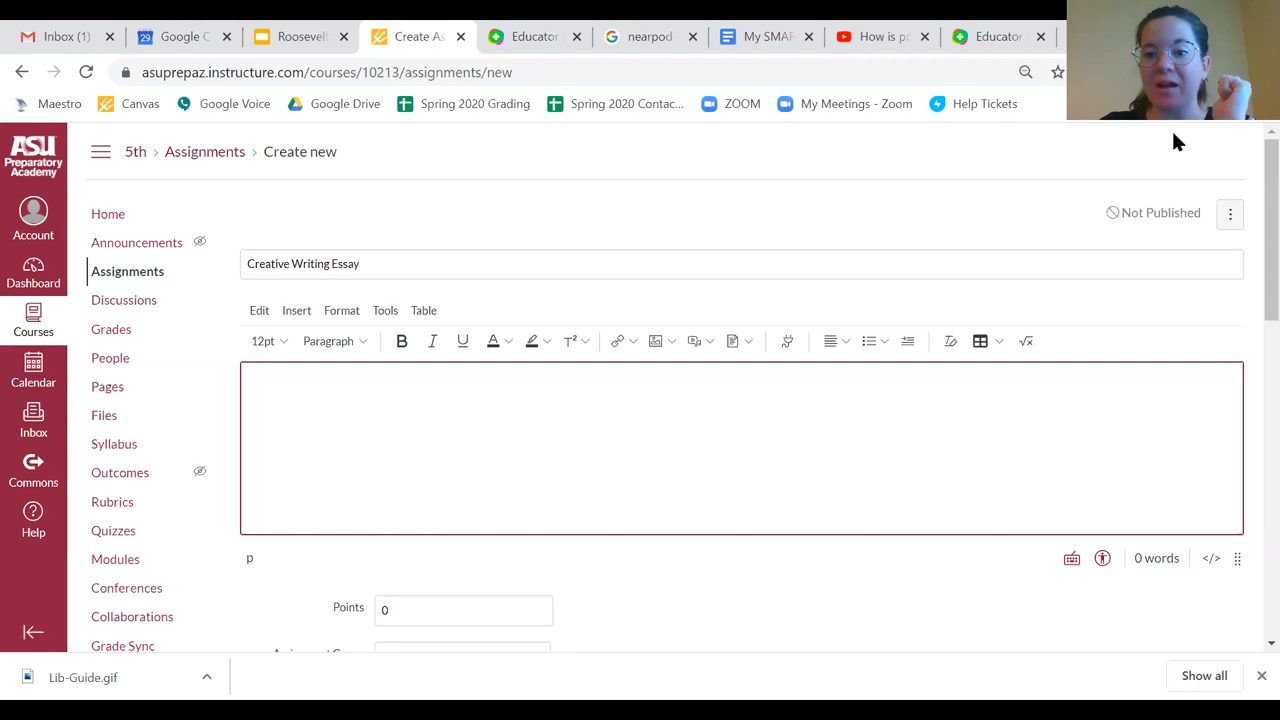 Inbox (1)
Google C
Roosevelt
Create As
Educator
nearpod
My SMAR
How is po
Educator
29
asuprepaz.instructure.com/courses/10213/assignments/new
Maestro
Canvas
Google Voice
Google Drive
Spring 2020 Grading
Spring 2020 Contac...
ZOOM
My Meetings - Zoom
Help Tickets
ASU
Preparatory
Academy
Account
Dashboard
Courses
Calendar
Inbox
Commons
Help
5th > Assignments > Create new
Home
Announcements
Assignments
Discussions
Grades
People
Pages
Files
Syllabus
Outcomes
Rubrics
Quizzes
Modules
Conferences
Collaborations
Grade Sync
Not Published
Creative Writing Essay
Edit Insert Format Tools Table
12pt Paragraph B I U A T² √x
p
0 words </>
Points 0
Lib-Guide.gif
Show all